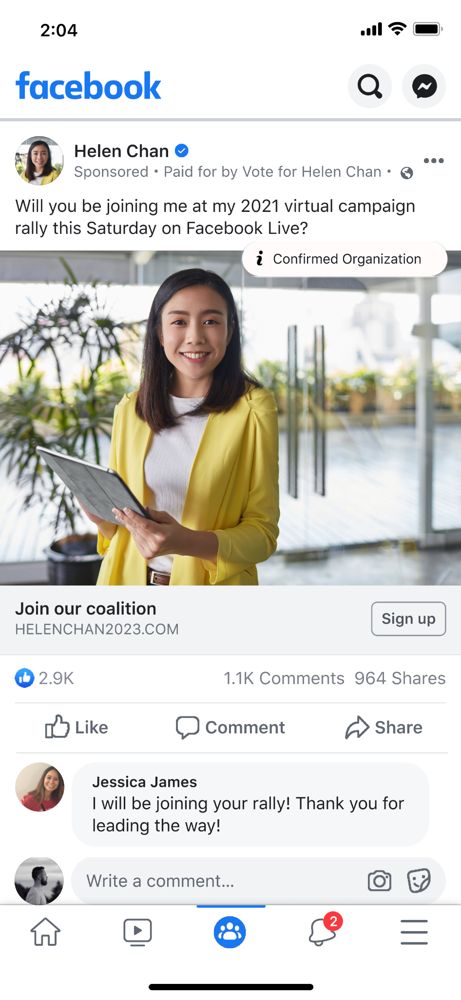 2:04
facebook
Helen Chan
Sponsored • Paid for by Vote for Helen Chan •
Will you be joining me at my 2021 virtual campaign
rally this Saturday on Facebook Live?
i Confirmed Organization
Join our coalition
HELENCHAN2023.COM
Sign up
2.9K 1.1K Comments 964 Shares
Like Comment Share
Jessica James
I will be joining your rally! Thank you for
leading the way!
Write a comment...
2